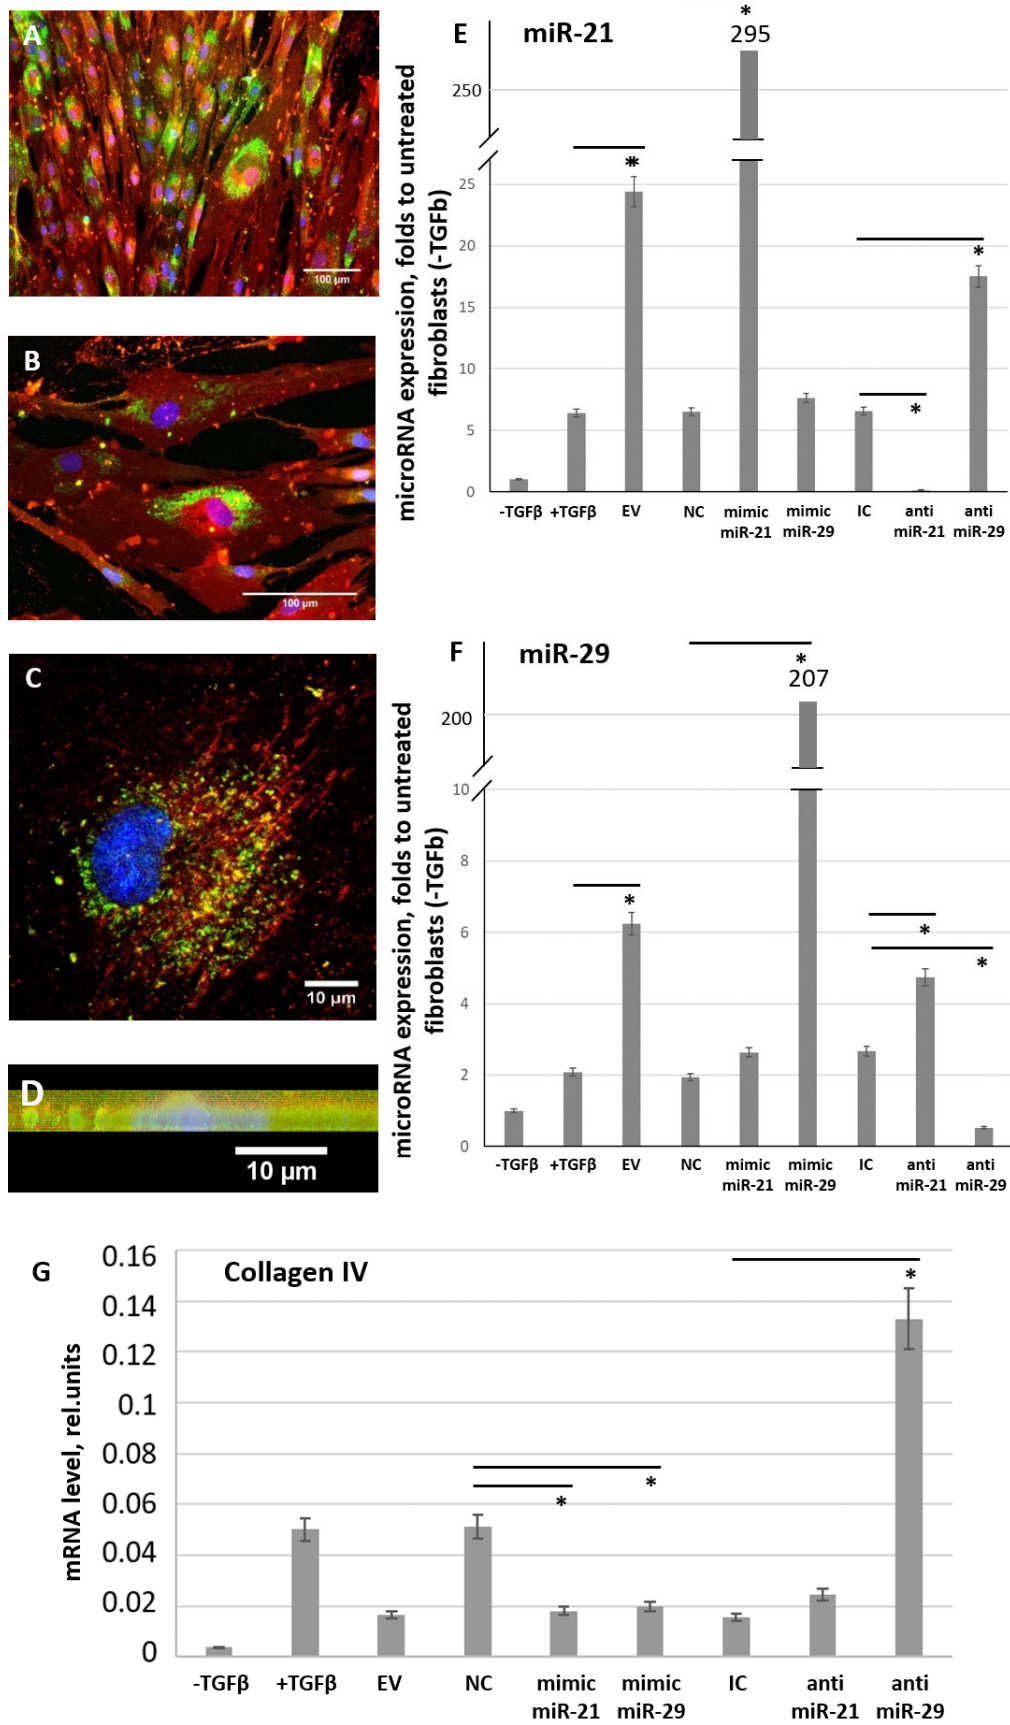 A
100 µm
B
100 µm
C
10 µm
D
10 µm
E
miR-21
*
295
microRNA expression, folds to untreated
fibroblasts (-TGFb)
250
25
20
15
10
5
0
*
*
*
-TGFβ
+TGFβ
EV
NC
mimic
miR-21
mimic
miR-29
IC
anti
miR-21
anti
miR-29
F
miR-29
*
207
microRNA expression, folds to untreated
fibroblasts (-TGFb)
200
10
8
6
4
2
0
*
*
*
-TGFβ
+TGFβ
EV
NC
mimic
miR-21
mimic
miR-29
IC
anti
miR-21
anti
miR-29
G
Collagen IV
mRNA level, rel.units
0.16
0.14
0.12
0.1
0.08
0.06
0.04
0.02
0
*
*
*
-TGFβ
+TGFβ
EV
NC
mimic
miR-21
mimic
miR-29
IC
anti
miR-21
anti
miR-29